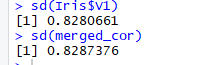 > sd(Iris$V1)
[1] 0.8280661
> sd(merged_cor)
[1] 0.8287376